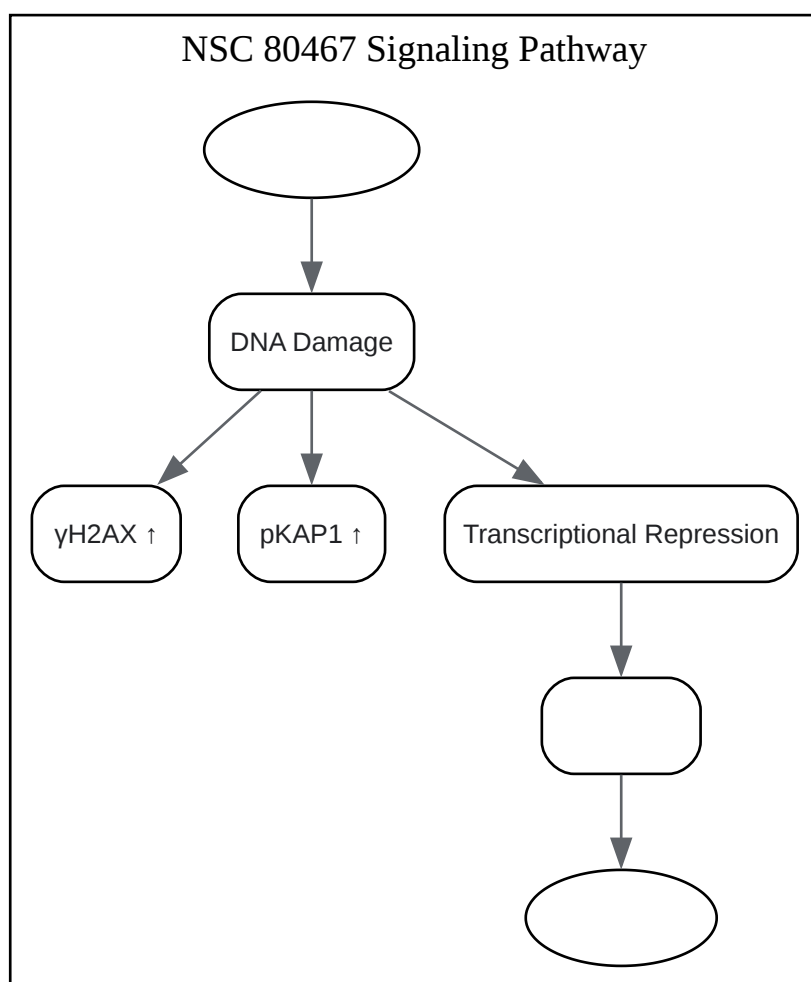 NSC 80467 Signaling Pathway
DNA Damage
γH2AX ↑
pKAP1 ↑
Transcriptional Repression